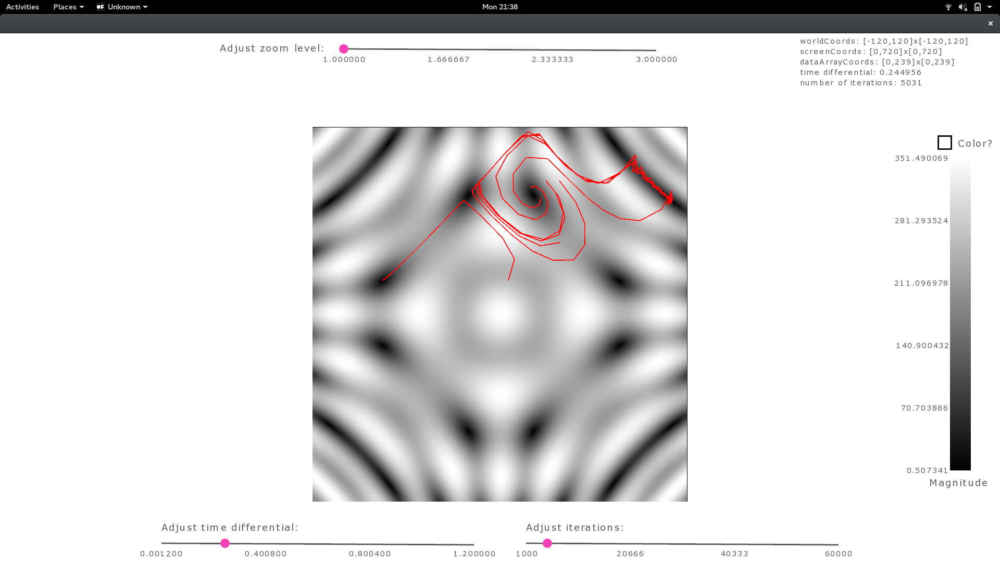 Activities Places Unknown Mon 21:38
Adjust zoom level:
1.000000 1.666667 2.333333 3.000000
worldCoords: [-120,120]x[-120,120]
screenCoords: [0,720]x[0,720]
dataArrayCoords: [0,239]x[0,239]
time differential: 0.244956
number of iterations: 5031
Color?
351.490069
281.293524
211.096978
140.900432
70.703886
0.507341
Magnitude
Adjust time differential:
0.001200 0.400800 0.800400 1.200000
Adjust iterations:
1000 20666 40333 60000